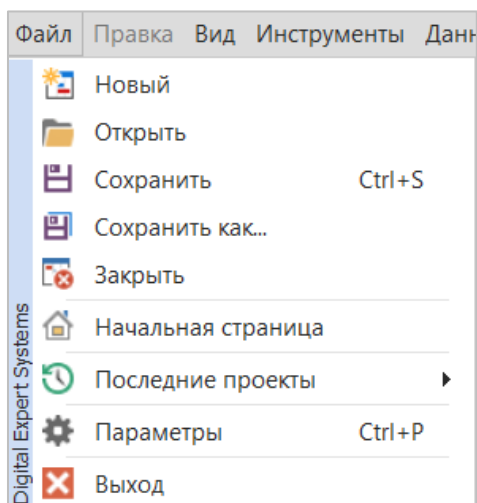 Файл Правка Вид Инструменты
Новый
Открыть
Сохранить Ctrl+S
Сохранить как...
Закрыть
Начальная страница
Последние проекты
Параметры Ctrl+P
Выход
Digital Expert Systems